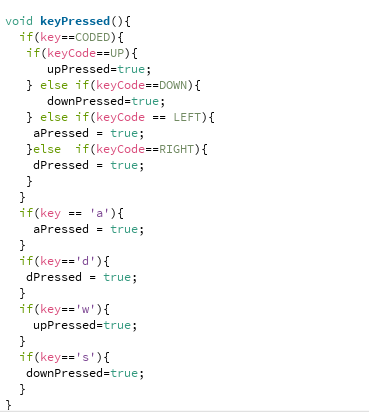 void keyPressed(){
  if(key==CODED){
   if(keyCode==UP){
      upPressed=true;
   } else if(keyCode==DOWN){
      downPressed=true;
   } else if(keyCode == LEFT){
    aPressed = true;
   }else  if(keyCode==RIGHT){
    dPressed = true;
   }
  }
  if(key == 'a'){
    aPressed = true;
  }
  if(key=='d'){
   dPressed = true;
  }
  if(key=='w'){
    upPressed=true;
  }
  if(key=='s'){
   downPressed=true;
  }
}